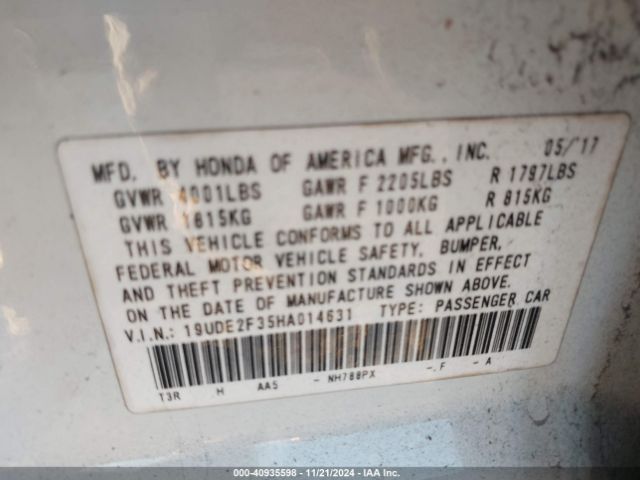 MFD. BY HONDA OF AMERICA MFG., INC. 05/'17
GVWR 4001LBS GAWR F 2205LBS R 1797LBS
GVWR 1815KG GAWR F 1000KG R 815KG
THIS VEHICLE CONFORMS TO ALL APPLICABLE
FEDERAL MOTOR VEHICLE SAFETY, BUMPER,
AND THEFT PREVENTION STANDARDS IN EFFECT
ON THE DATE OF MANUFACTURE SHOWN ABOVE.
V.I.N.: 19UDE2F35HA014631 TYPE: PASSENGER CAR
T3R H AA5 - NH788PX -.F - A
000-40935598 - 11/21/2024 - IAA Inc.